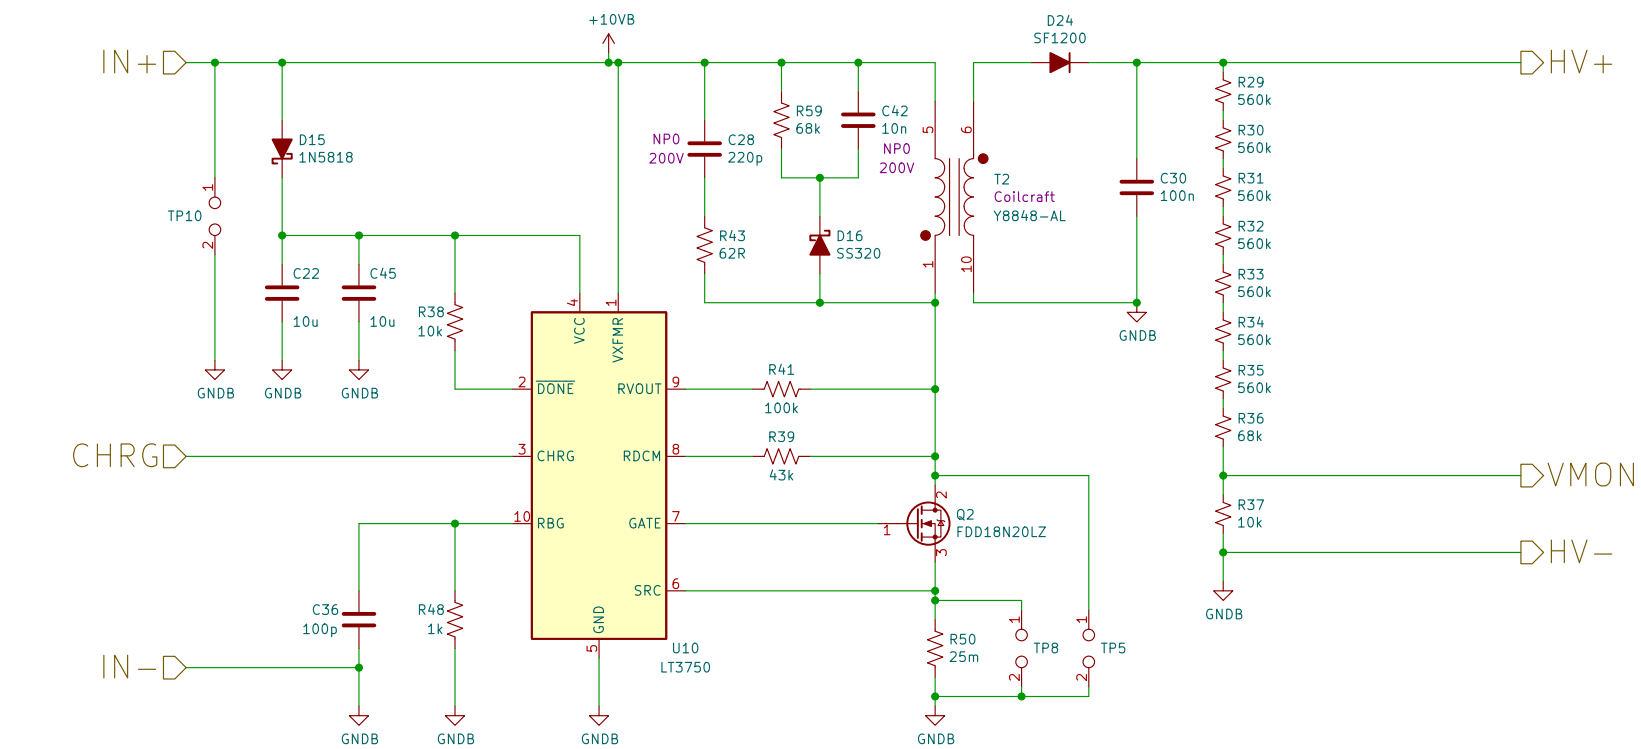 +10VB
D24
SF1200
IN+
HV+
R29
560k
R59
68k
C42
10n
NP0
200V
5
6
R30
560k
D15
1N5818
NP0
200V
C28
220p
T2
Coilcraft
Y8848-AL
C30
100n
R31
560k
1
TP10
2
R32
560k
R43
62R
D16
SS320
1
10
R33
560k
C22
10u
C45
10u
R38
10k
4
1
VCC
VXFMR
GNDB
R34
560k
GNDB
GNDB
GNDB
2
DONE
RVOUT
9
R41
100k
R35
560k
R36
68k
CHRG
3
CHRG
RDCM
8
R39
43k
VMON
10
RBG
GATE
7
1
2
Q2
FDD18N20LZ
3
R37
10k
HV-
SRC
6
GNDB
C36
100p
R48
1k
GND
5
U10
LT3750
R50
25m
1
TP8
2
1
TP5
2
IN-
GNDB
GNDB
GNDB
GNDB